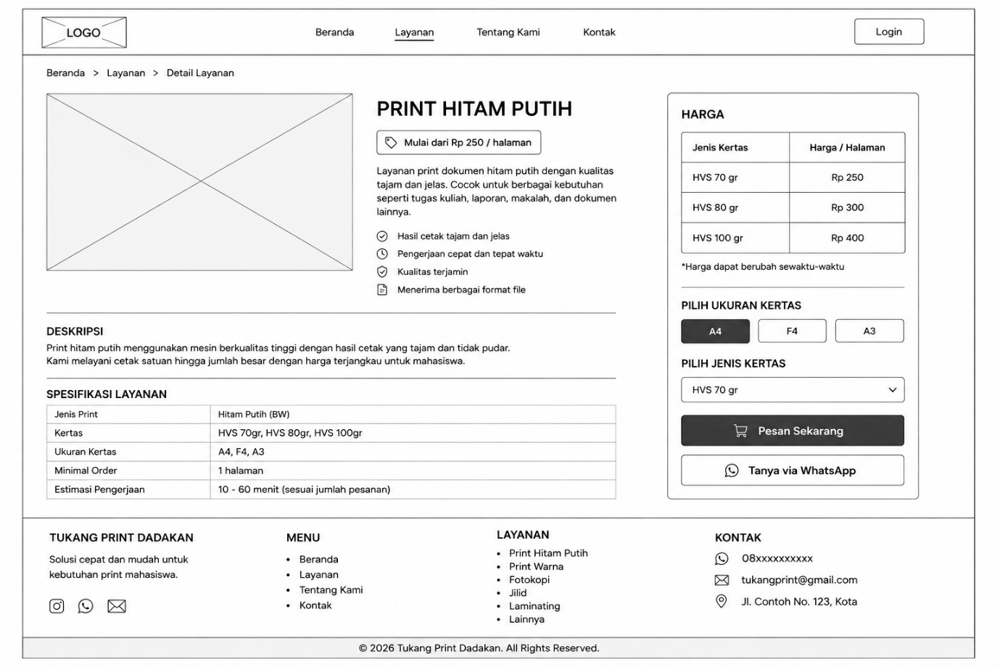 LOGO
Beranda
Layanan
Tentang Kami
Kontak
Login
Beranda > Layanan > Detail Layanan
PRINT HITAM PUTIH
Mulai dari Rp 250 / halaman
Layanan print dokumen hitam putih dengan kualitas
tajam dan jelas. Cocok untuk berbagai kebutuhan
seperti tugas kuliah, laporan, makalah, dan dokumen
lainnya.
Hasil cetak tajam dan jelas
Pengerjaan cepat dan tepat waktu
Kualitas terjamin
Menerima berbagai format file
DESKRIPSI
Print hitam putih menggunakan mesin berkualitas tinggi dengan hasil cetak yang tajam dan tidak pudar.
Kami melayani cetak satuan hingga jumlah besar dengan harga terjangkau untuk mahasiswa.
SPESIFIKASI LAYANAN
Jenis Print Hitam Putih (BW)
Kertas HVS 70gr, HVS 80gr, HVS 100gr
Ukuran Kertas A4, F4, A3
Minimal Order 1 halaman
Estimasi Pengerjaan 10 - 60 menit (sesuai jumlah pesanan)
HARGA
Jenis Kertas Harga / Halaman
HVS 70 gr Rp 250
HVS 80 gr Rp 300
HVS 100 gr Rp 400
*Harga dapat berubah sewaktu-waktu
PILIH UKURAN KERTAS
A4 F4 A3
PILIH JENIS KERTAS
HVS 70 gr
Pesan Sekarang
Tanya via WhatsApp
TUKANG PRINT DADAKAN
Solusi cepat dan mudah untuk
kebutuhan print mahasiswa.
MENU
• Beranda
• Layanan
• Tentang Kami
• Kontak
LAYANAN
• Print Hitam Putih
• Print Warna
• Fotokopi
• Jilid
• Laminating
• Lainnya
KONTAK
08xxxxxxxxxx
tukangprint@gmail.com
Jl. Contoh No. 123, Kota
© 2026 Tukang Print Dadakan. All Rights Reserved.